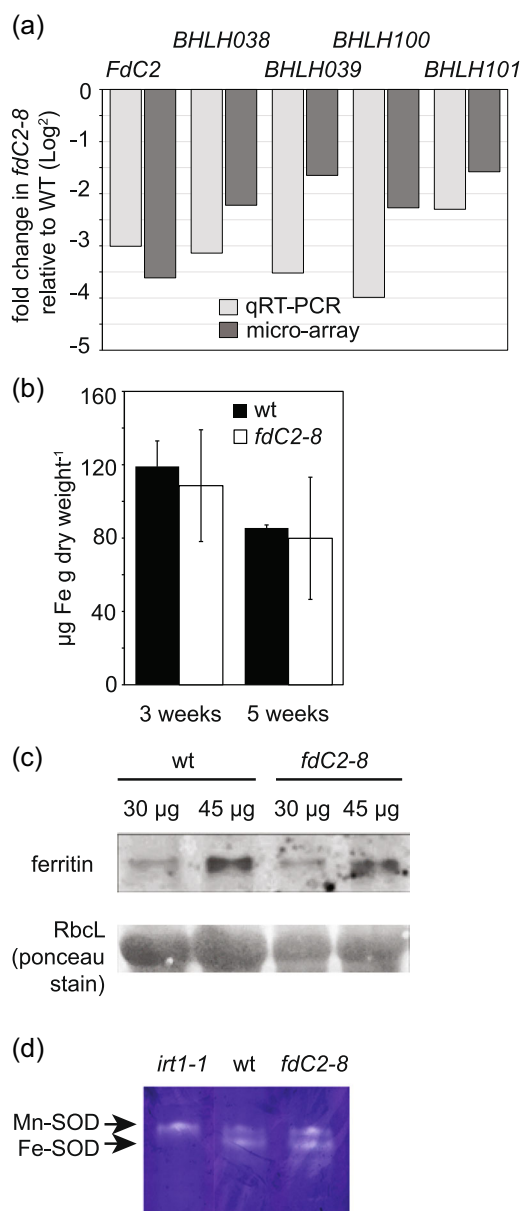 (a)
BHLH038 BHLH100
FdC2 BHLH039 BHLH101
fold change in fdC2-8
relative to WT (Log²)
0
-1
-2
-3
-4
-5
qRT-PCR
micro-array
(b)
µg Fe g dry weight⁻¹
160
120
80
40
0
wt
fdC2-8
3 weeks 5 weeks
(c)
wt fdC2-8
30 µg 45 µg 30 µg 45 µg
ferritin
RbcL
(ponceau
stain)
(d)
irt1-1 wt fdC2-8
Mn-SOD
Fe-SOD